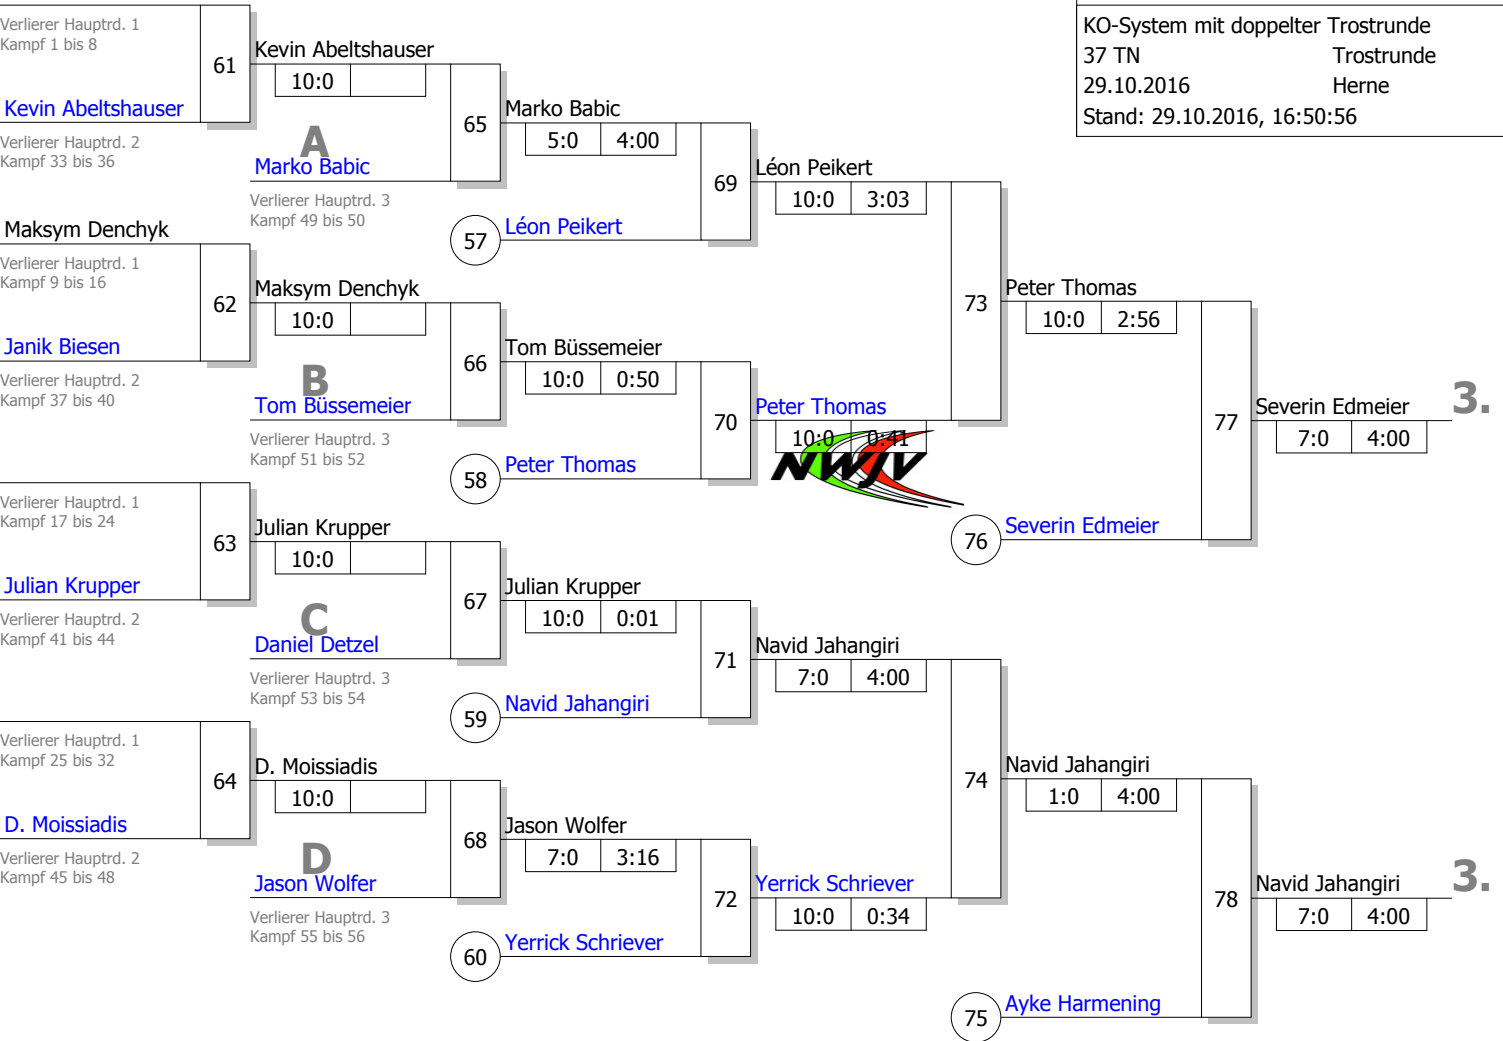 KO-System mit doppelter Trostrunde
37 TN Trostrunde
29.10.2016 Herne
Stand: 29.10.2016, 16:50:56
Verlierer Hauptrd. 1
Kampf 1 bis 8
61
Kevin Abeltshauser
10:0
Kevin Abeltshauser
Verlierer Hauptrd. 2
Kampf 33 bis 36
A
65
Marko Babic
5:0 4:00
Marko Babic
Verlierer Hauptrd. 3
Kampf 49 bis 50
69
Léon Peikert
10:0 3:03
57
Léon Peikert
Maksym Denchyk
Verlierer Hauptrd. 1
Kampf 9 bis 16
62
Maksym Denchyk
10:0
Janik Biesen
Verlierer Hauptrd. 2
Kampf 37 bis 40
B
66
Tom Büssemeier
10:0 0:50
Tom Büssemeier
Verlierer Hauptrd. 3
Kampf 51 bis 52
70
Peter Thomas
10:0 0:41
NWJV
58
Peter Thomas
73
Peter Thomas
10:0 2:56
77
Severin Edmeier
3.
7:0 4:00
76
Severin Edmeier
Verlierer Hauptrd. 1
Kampf 17 bis 24
63
Julian Krupper
10:0
Julian Krupper
Verlierer Hauptrd. 2
Kampf 41 bis 44
C
67
Julian Krupper
10:0 0:01
Daniel Detzel
Verlierer Hauptrd. 3
Kampf 53 bis 54
71
Navid Jahangiri
7:0 4:00
59
Navid Jahangiri
Verlierer Hauptrd. 1
Kampf 25 bis 32
64
D. Moissiadis
10:0
D. Moissiadis
Verlierer Hauptrd. 2
Kampf 45 bis 48
D
68
Jason Wolfer
7:0 3:16
Jason Wolfer
Verlierer Hauptrd. 3
Kampf 55 bis 56
72
Yerrick Schriever
10:0 0:34
60
Yerrick Schriever
74
Navid Jahangiri
1:0 4:00
78
Navid Jahangiri
3.
7:0 4:00
75
Ayke Harmening